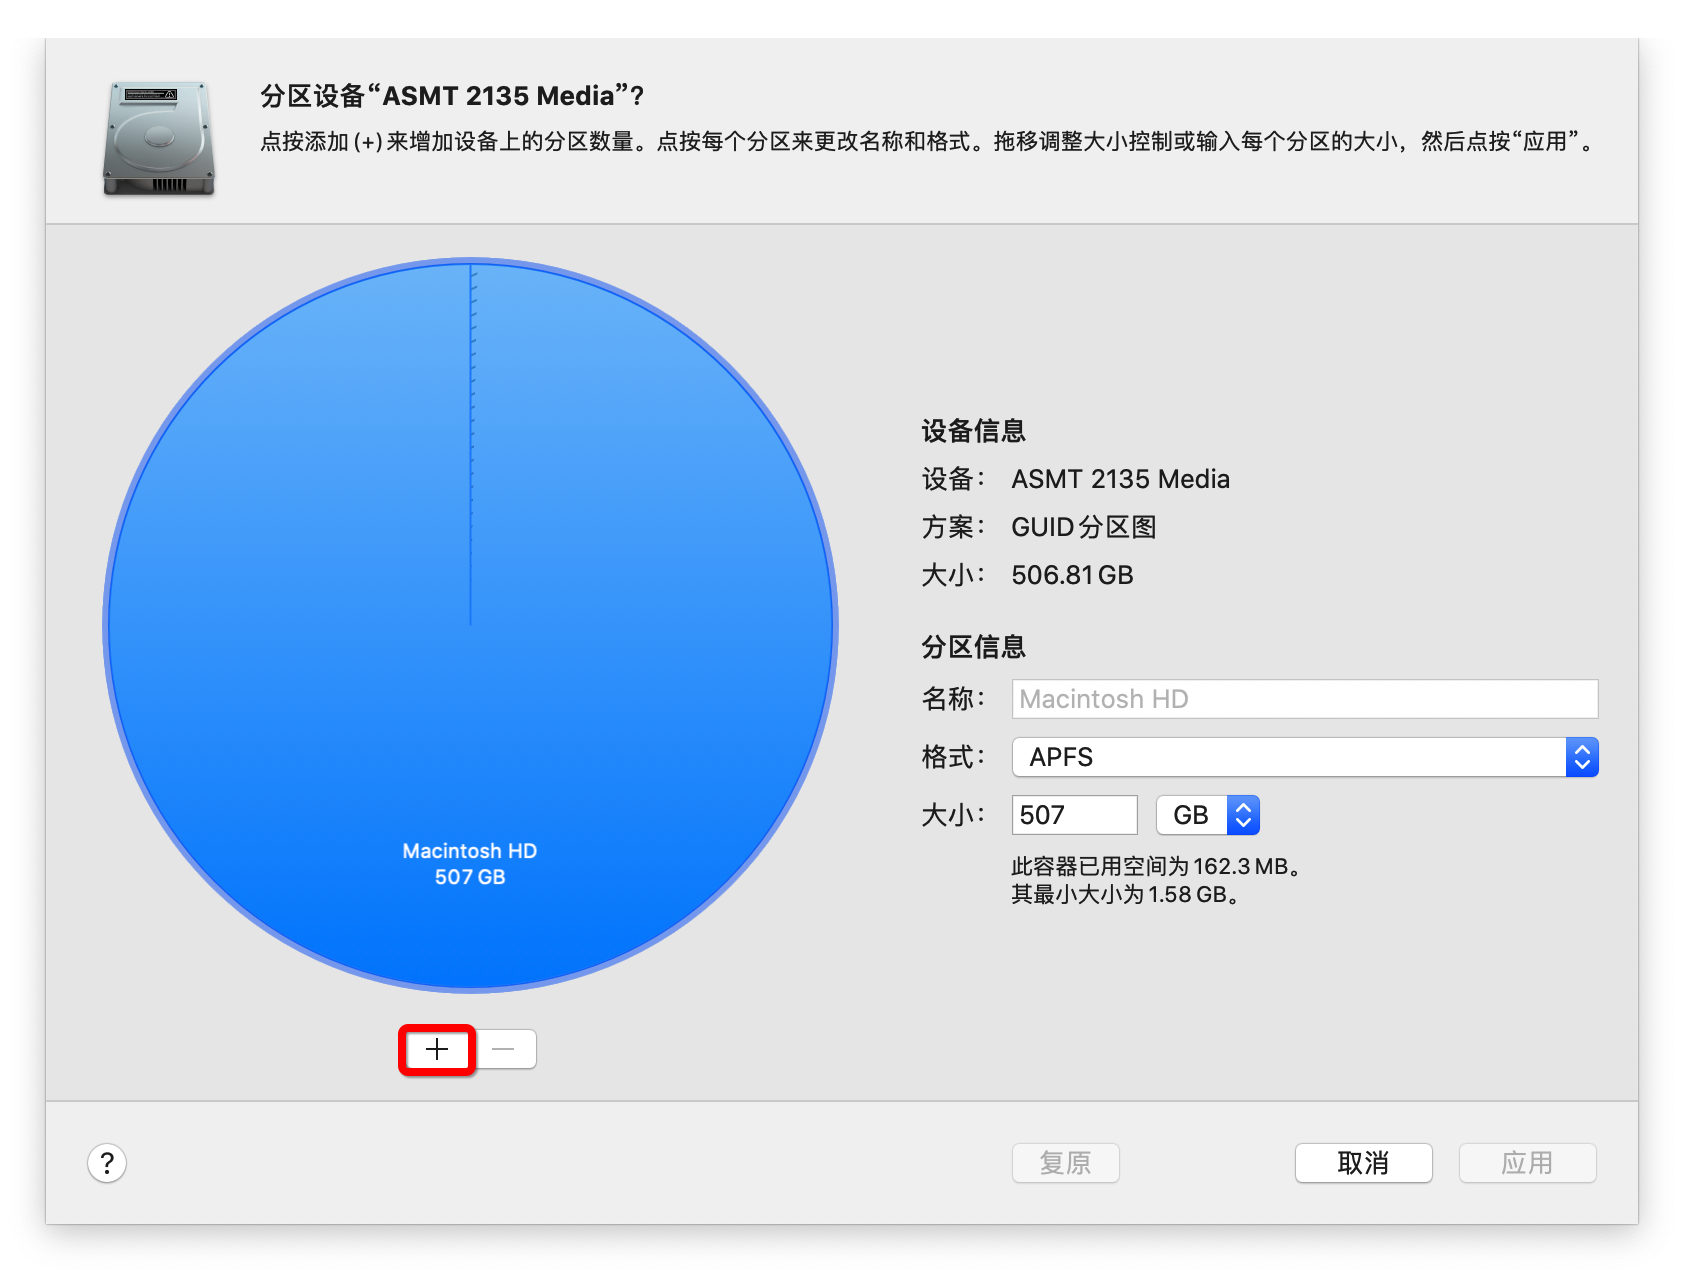 分区设备“ASMT 2135 Media”?
点按添加 (+) 来增加设备上的分区数量。点按每个分区来更改名称和格式。拖移调整大小控制或输入每个分区的大小，然后点按“应用”。
Macintosh HD
507 GB
设备信息
设备： ASMT 2135 Media
方案： GUID分区图
大小： 506.81 GB
分区信息
名称： Macintosh HD
格式： APFS
大小： 507 GB
此容器已用空间为 162.3 MB。
其最小大小为 1.58 GB。
+ —
? 复原 取消 应用